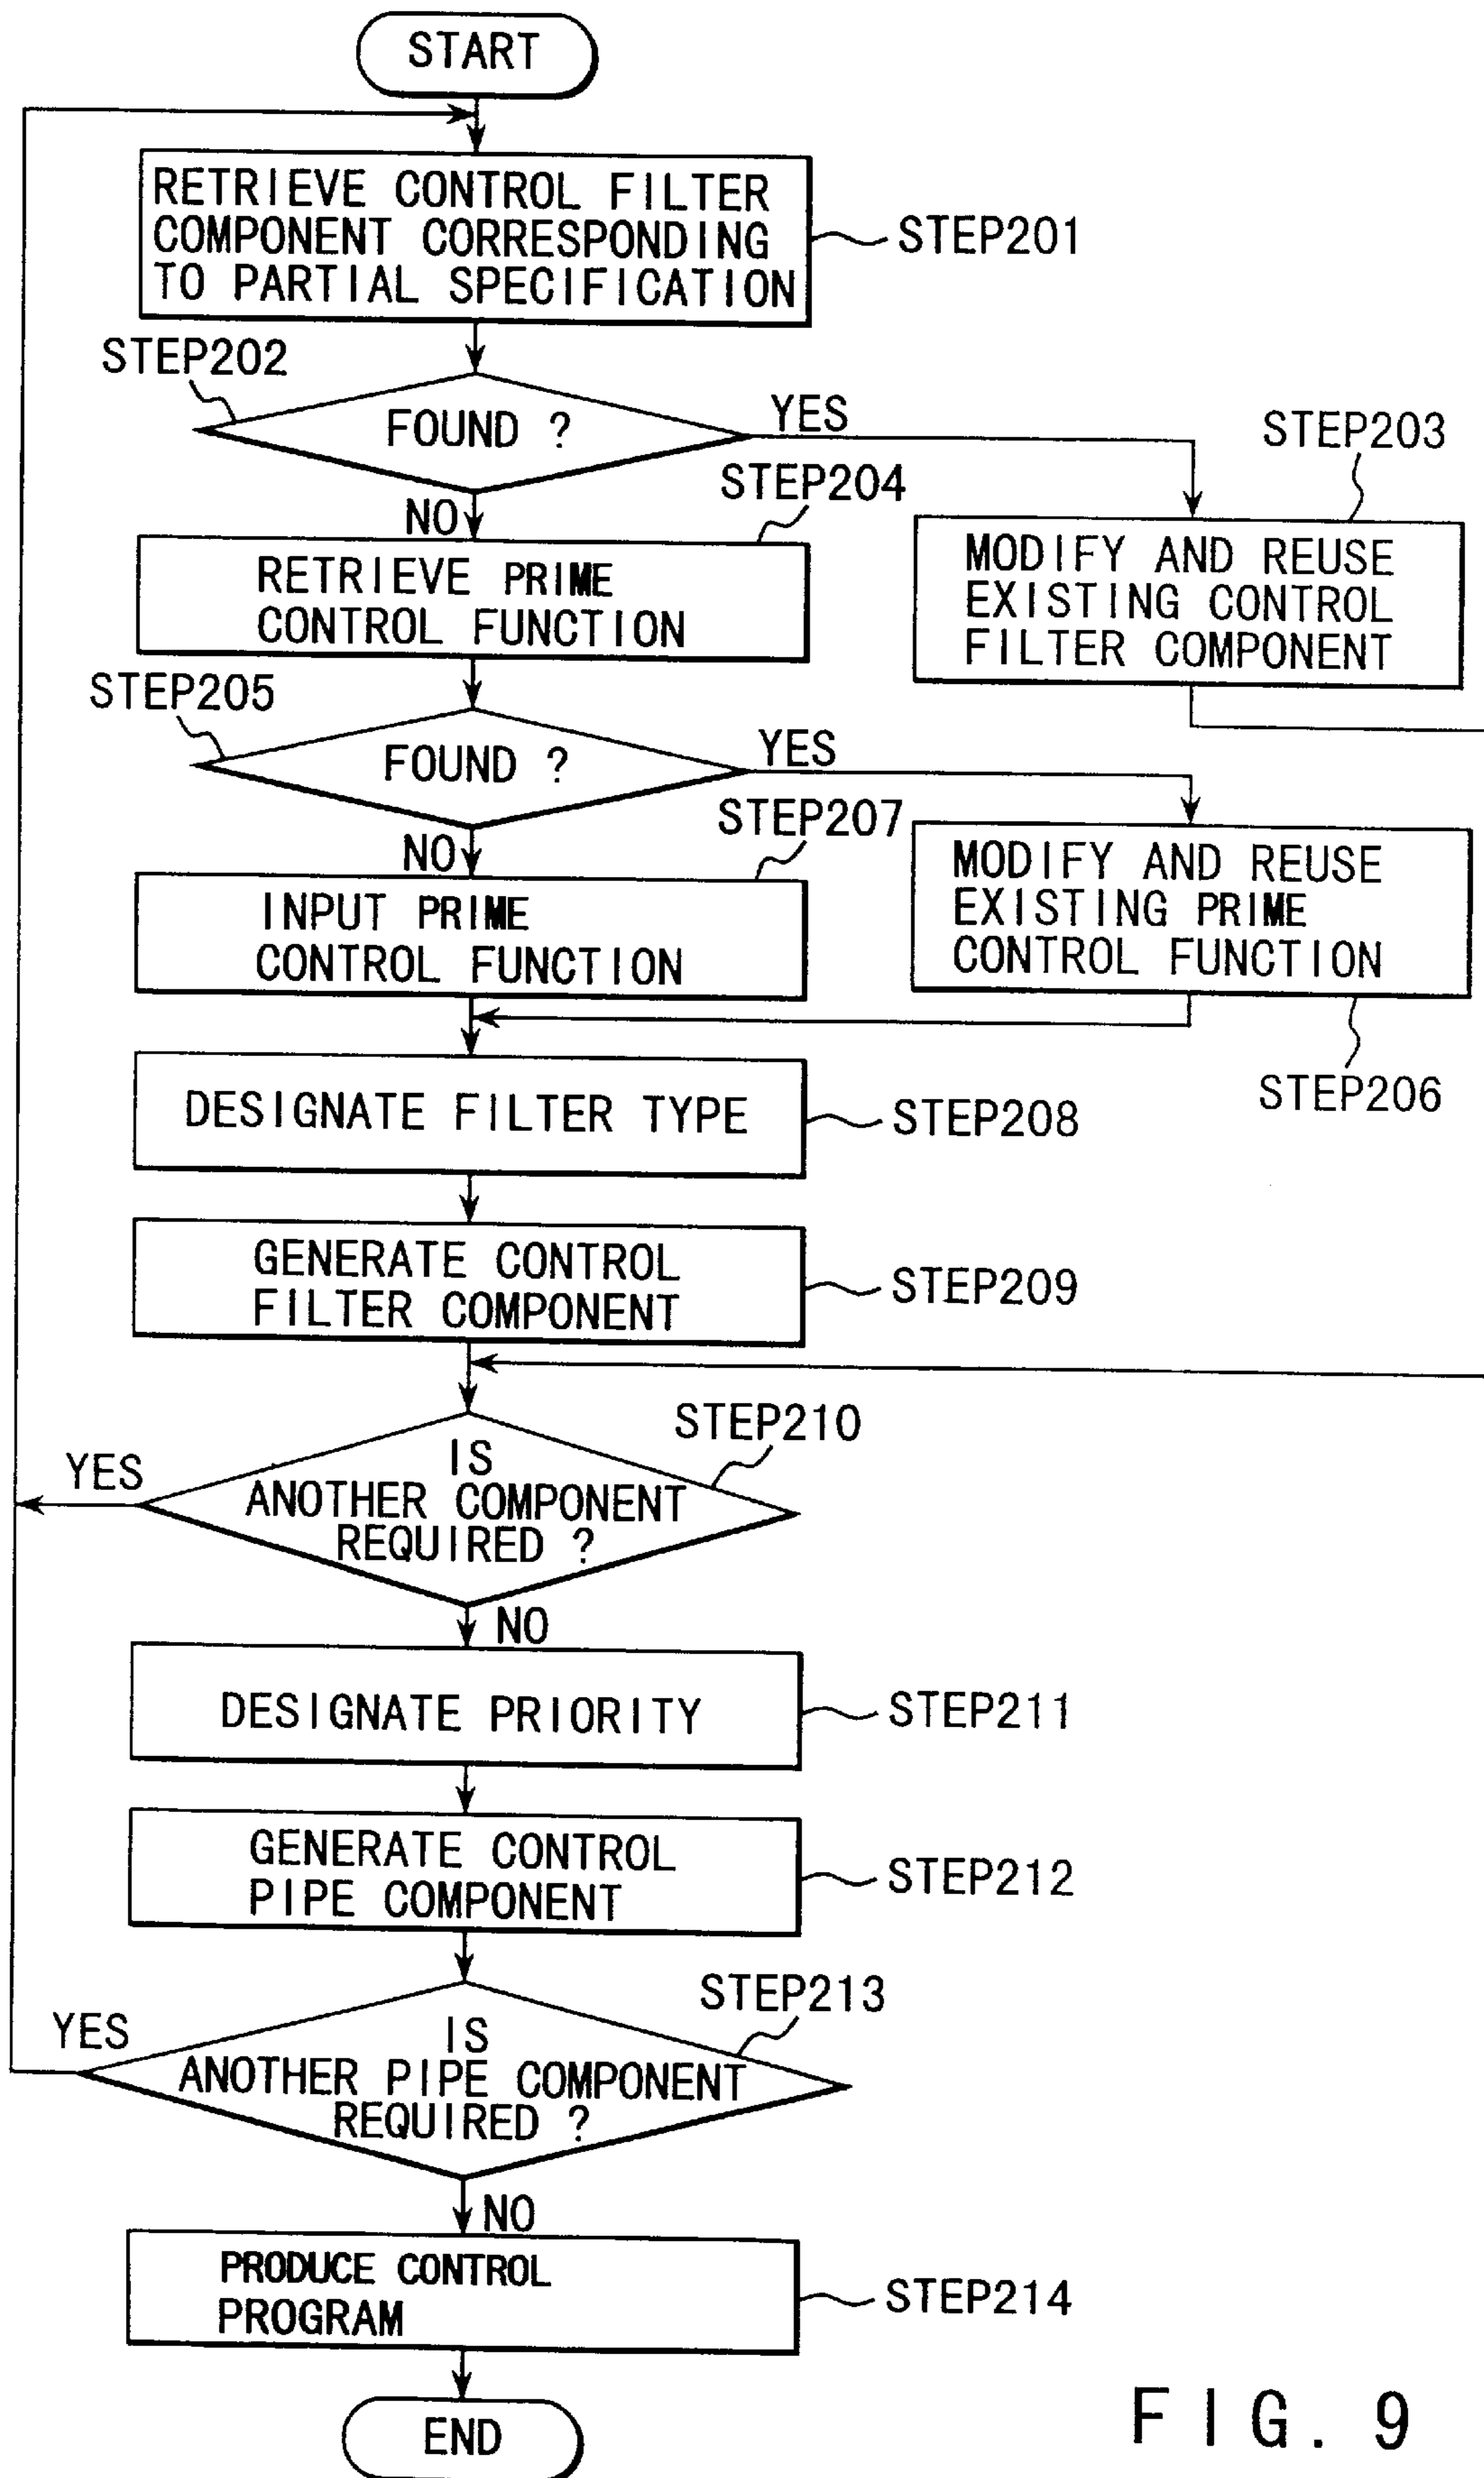 START
RETRIEVE CONTROL FILTER
COMPONENT CORRESPONDING
TO PARTIAL SPECIFICATION
STEP201
STEP202
FOUND ?
YES
STEP203
NO
STEP204
MODIFY AND REUSE
EXISTING CONTROL
FILTER COMPONENT
RETRIEVE PRIME
CONTROL FUNCTION
STEP205
FOUND ?
YES
NO
STEP207
MODIFY AND REUSE
EXISTING PRIME
CONTROL FUNCTION
STEP206
INPUT PRIME
CONTROL FUNCTION
DESIGNATE FILTER TYPE
STEP208
GENERATE CONTROL
FILTER COMPONENT
STEP209
STEP210
YES
IS
ANOTHER COMPONENT
REQUIRED ?
NO
DESIGNATE PRIORITY
STEP211
GENERATE CONTROL
PIPE COMPONENT
STEP212
STEP213
YES
IS
ANOTHER PIPE COMPONENT
REQUIRED ?
NO
PRODUCE CONTROL
PROGRAM
STEP214
END
FIG. 9